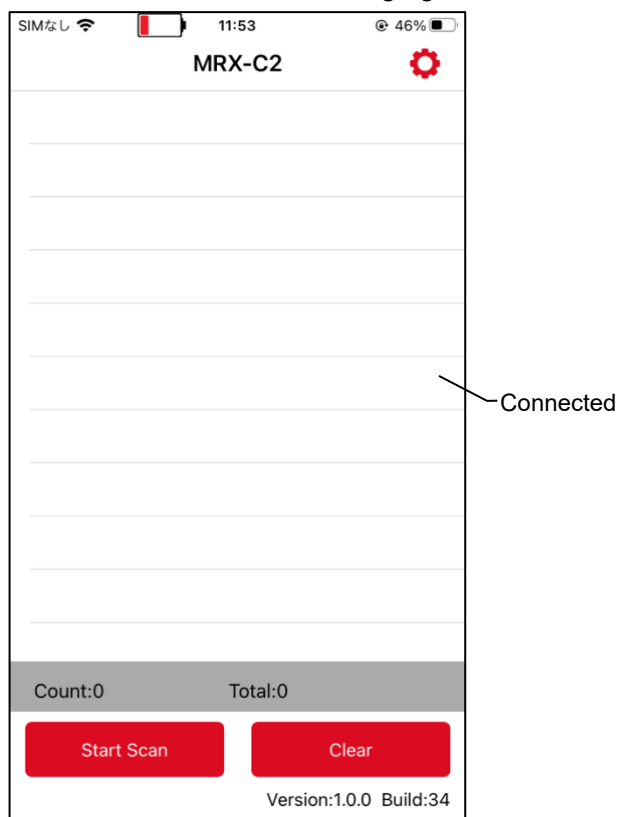 SIMなし 11:53 46%
MRX-C2
Connected
Count:0 Total:0
Start Scan Clear
Version:1.0.0 Build:34